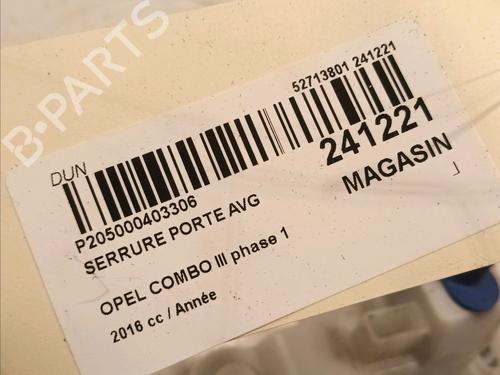 B-PARTS
DUN
52713801 241221
P205000403306
241221
SERRURE PORTE AVG
MAGASIN
OPEL COMBO III phase 1
2016 cc / Année